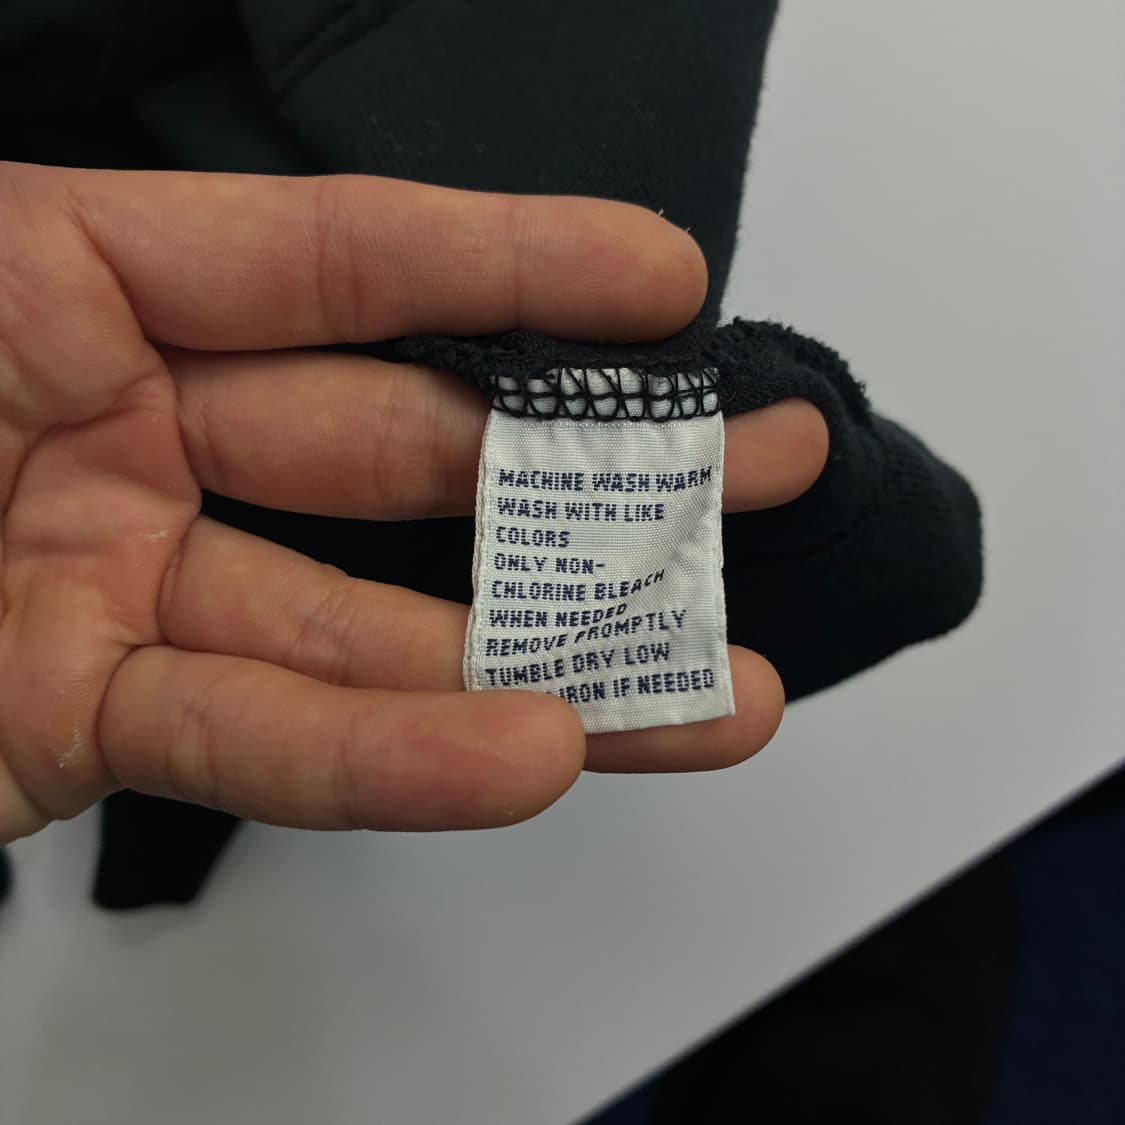 MACHINE WASH WARM
WASH WITH LIKE
COLORS
ONLY NON-
CHLORINE BLEACH
WHEN NEEDED
REMOVE PROMPTLY
TUMBLE DRY LOW
IRON IF NEEDED